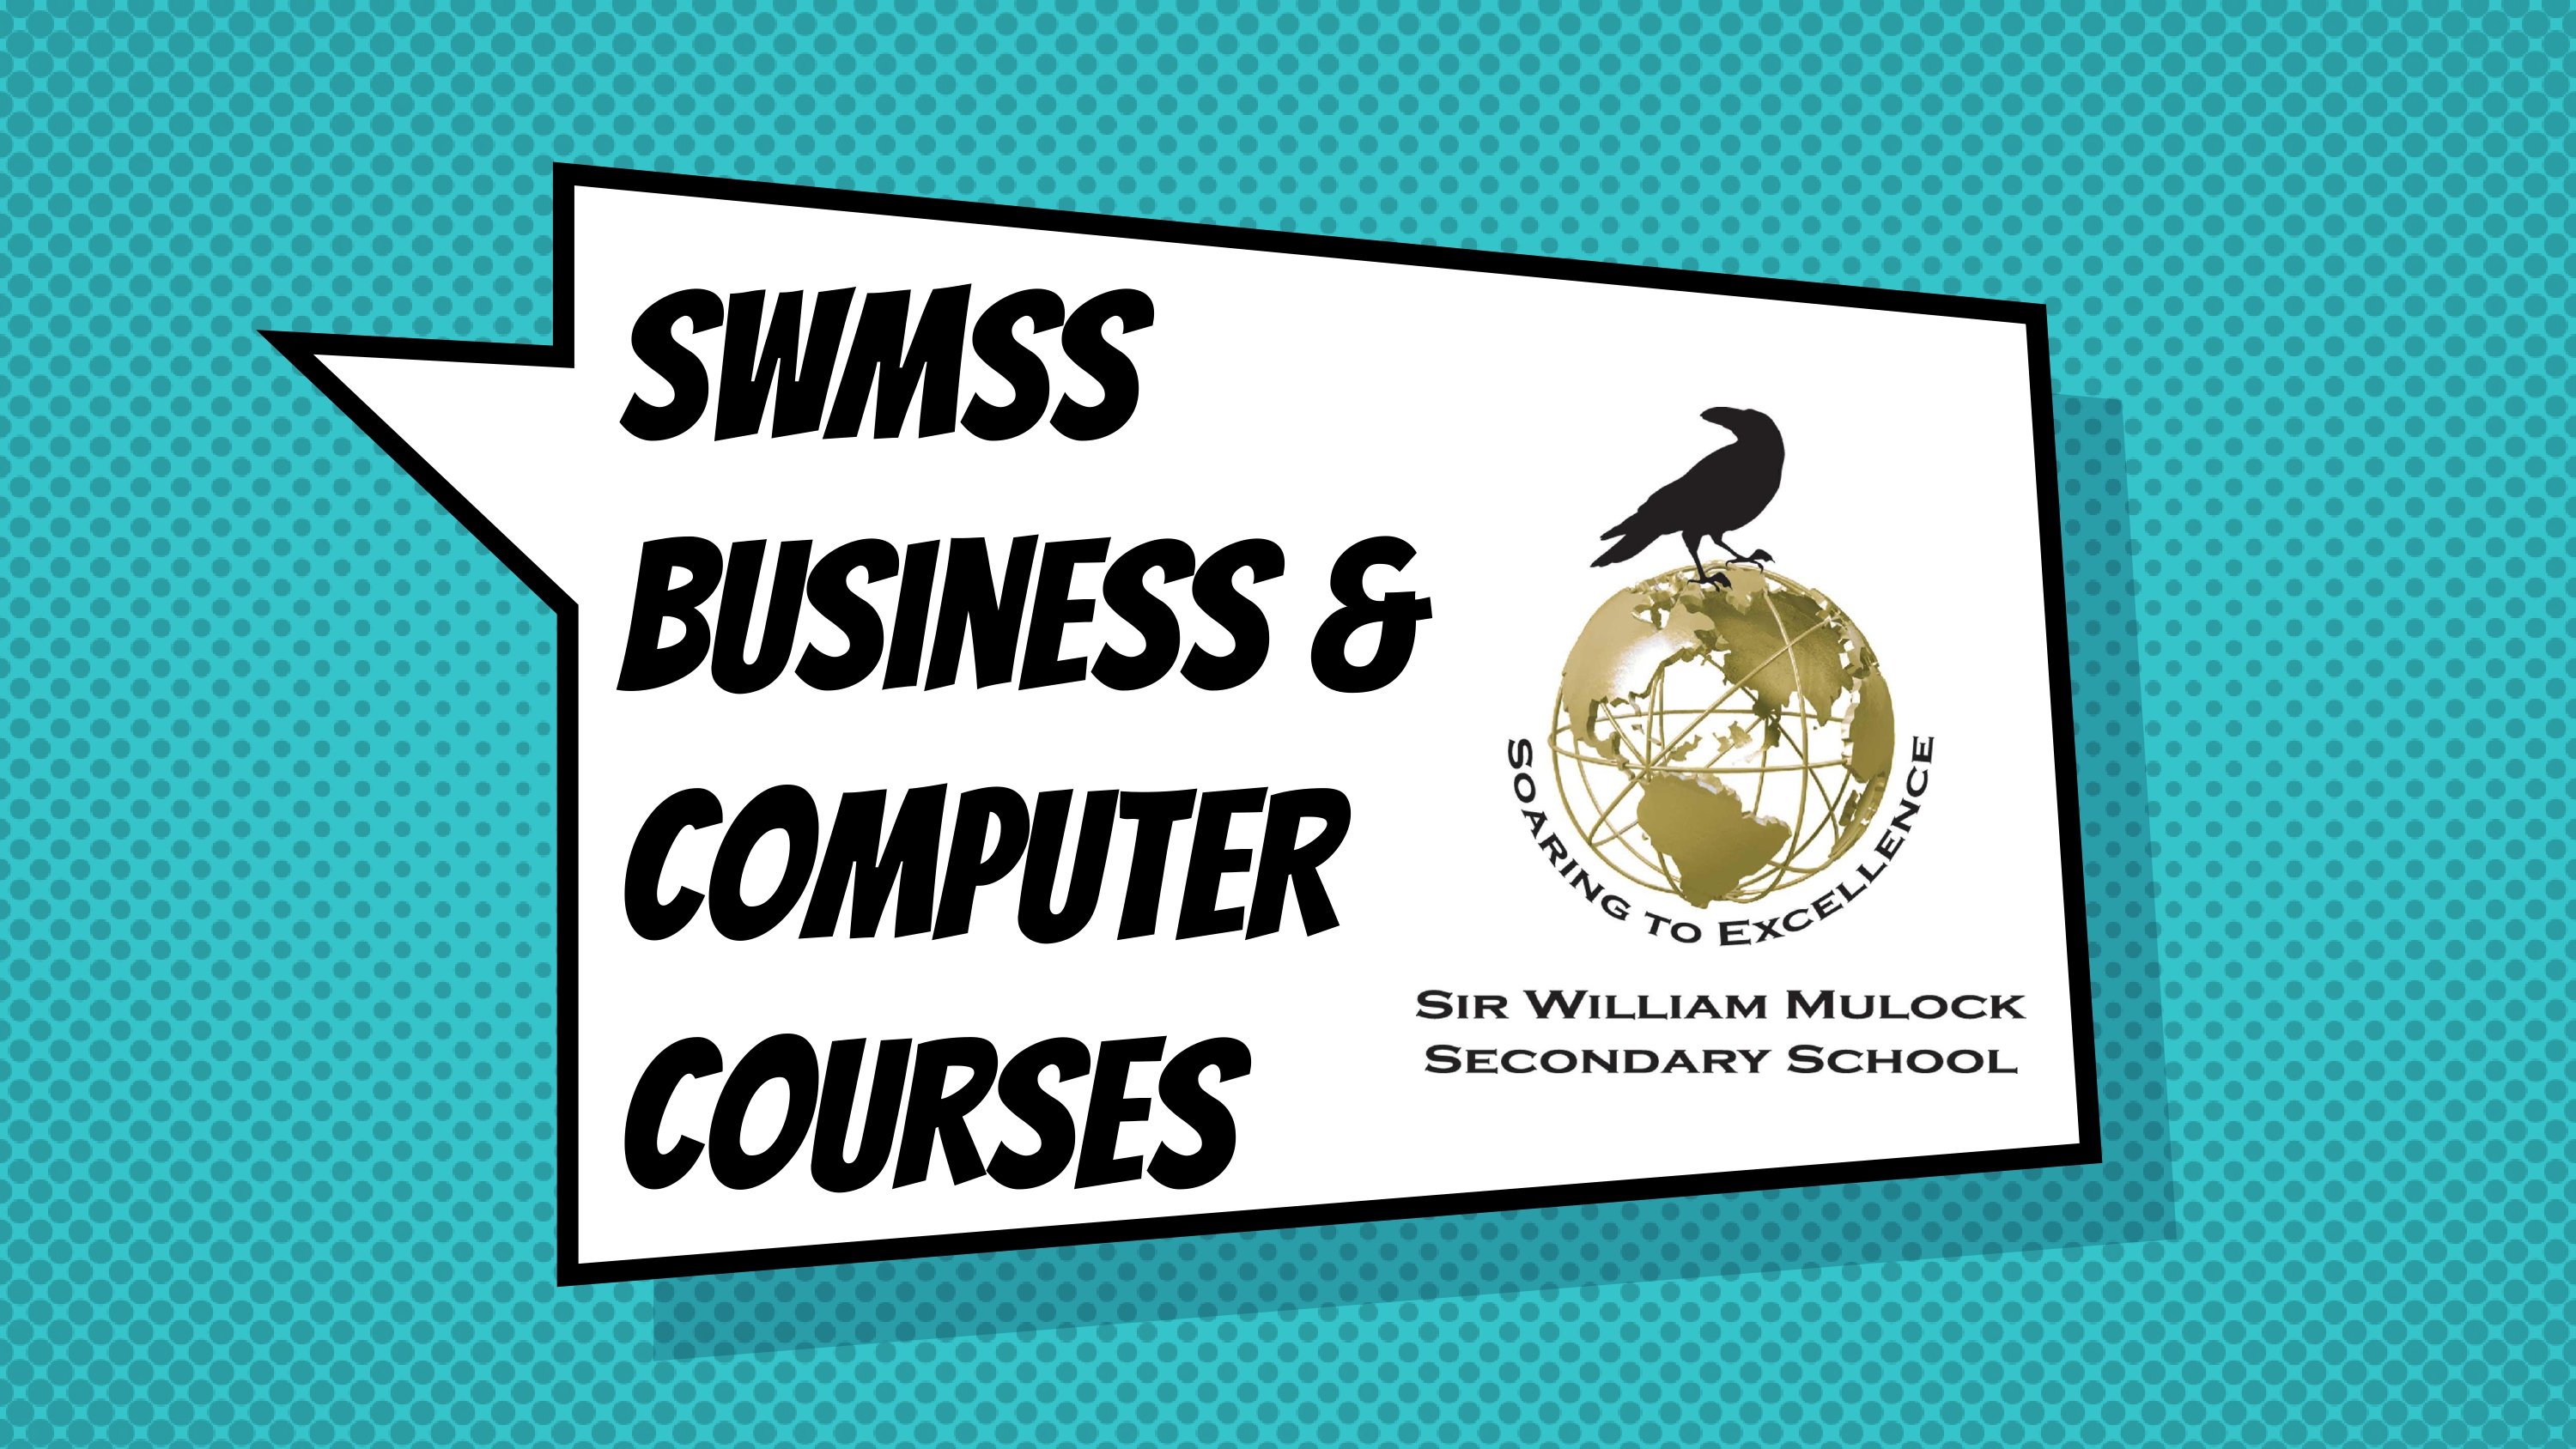 SWMSS
BUSINESS &
COMPUTER
COURSES
SOARING TO EXCELLENCE
SIR WILLIAM MULOCK
SECONDARY SCHOOL